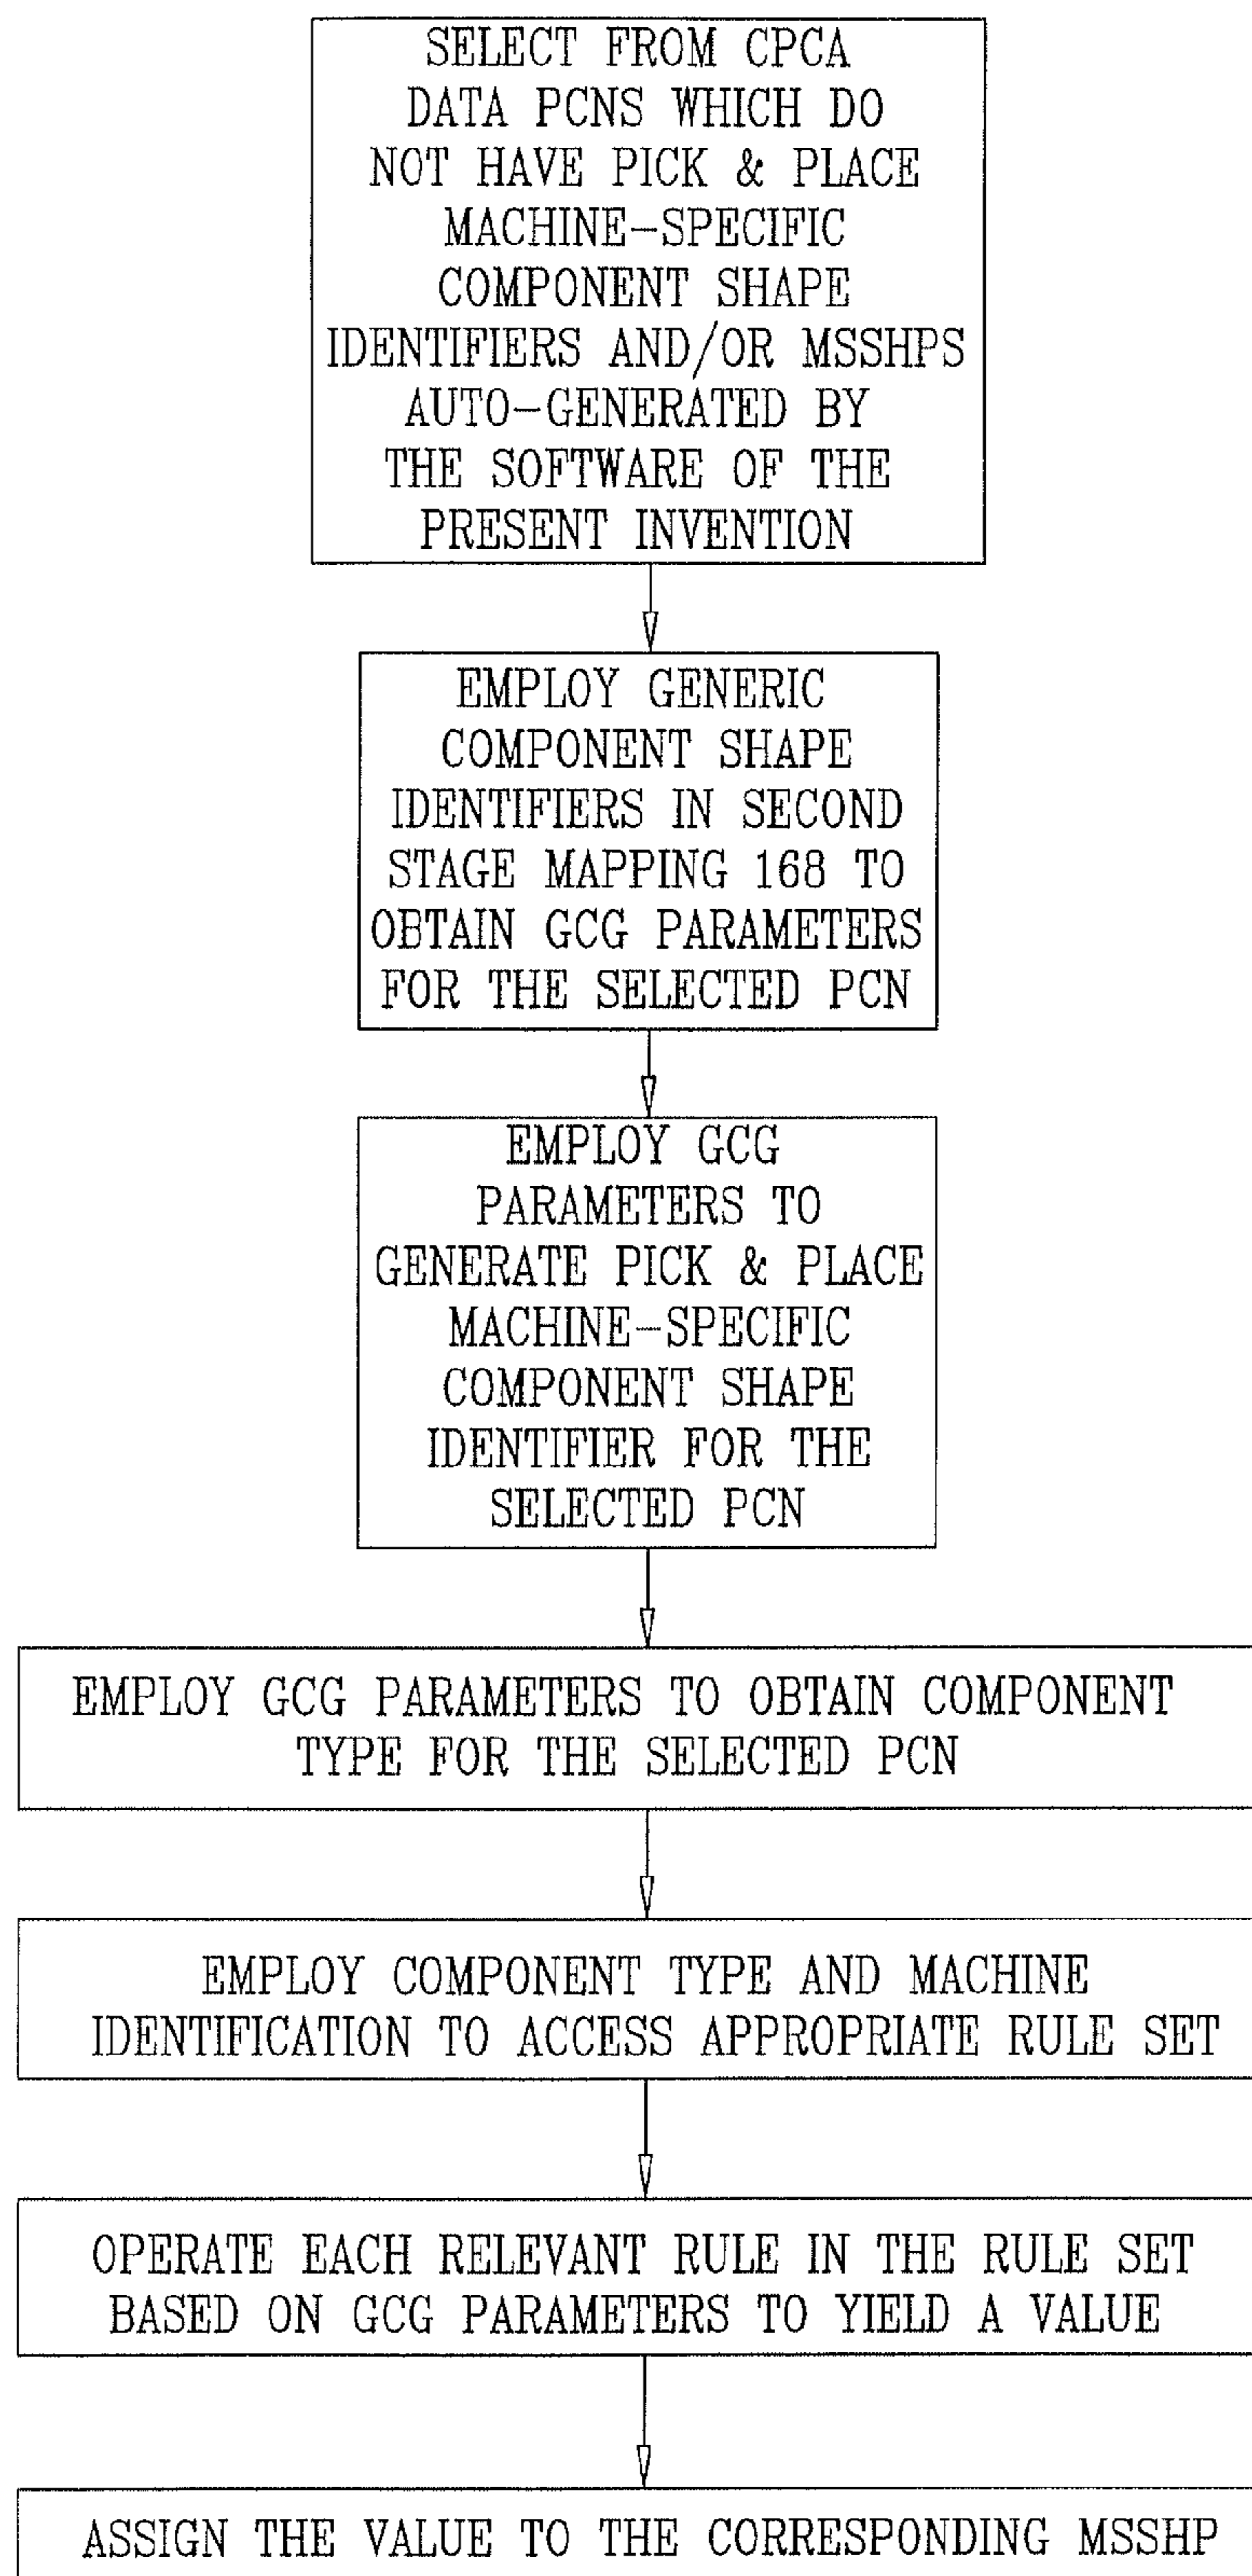 SELECT FROM CPCA
DATA PCNS WHICH DO
NOT HAVE PICK & PLACE
MACHINE-SPECIFIC
COMPONENT SHAPE
IDENTIFIERS AND/OR MSSHPS
AUTO-GENERATED BY
THE SOFTWARE OF THE
PRESENT INVENTION
EMPLOY GENERIC
COMPONENT SHAPE
IDENTIFIERS IN SECOND
STAGE MAPPING 168 TO
OBTAIN GCG PARAMETERS
FOR THE SELECTED PCN
EMPLOY GCG
PARAMETERS TO
GENERATE PICK & PLACE
MACHINE-SPECIFIC
COMPONENT SHAPE
IDENTIFIER FOR THE
SELECTED PCN
EMPLOY GCG PARAMETERS TO OBTAIN COMPONENT
TYPE FOR THE SELECTED PCN
EMPLOY COMPONENT TYPE AND MACHINE
IDENTIFICATION TO ACCESS APPROPRIATE RULE SET
OPERATE EACH RELEVANT RULE IN THE RULE SET
BASED ON GCG PARAMETERS TO YIELD A VALUE
ASSIGN THE VALUE TO THE CORRESPONDING MSSHP